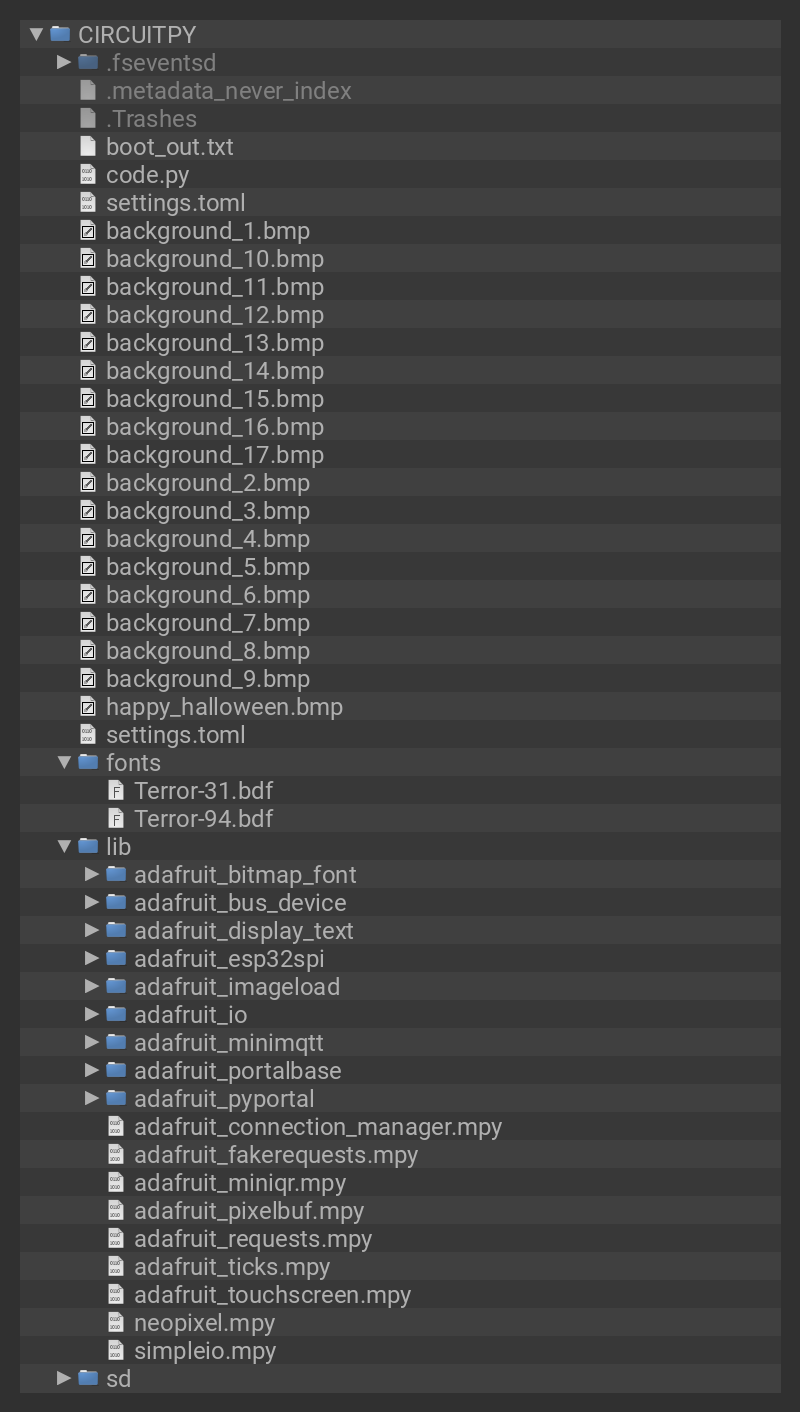 CIRCUITPY
.fseventsd
.metadata_never_index
.Trashes
boot_out.txt
code.py
settings.toml
background_1.bmp
background_10.bmp
background_11.bmp
background_12.bmp
background_13.bmp
background_14.bmp
background_15.bmp
background_16.bmp
background_17.bmp
background_2.bmp
background_3.bmp
background_4.bmp
background_5.bmp
background_6.bmp
background_7.bmp
background_8.bmp
background_9.bmp
happy_halloween.bmp
settings.toml
fonts
Terror-31.bdf
Terror-94.bdf
lib
adafruit_bitmap_font
adafruit_bus_device
adafruit_display_text
adafruit_esp32spi
adafruit_imageload
adafruit_io
adafruit_minimqtt
adafruit_portalbase
adafruit_pyportal
adafruit_connection_manager.mpy
adafruit_fakerequests.mpy
adafruit_miniqr.mpy
adafruit_pixelbuf.mpy
adafruit_requests.mpy
adafruit_ticks.mpy
adafruit_touchscreen.mpy
neopixel.mpy
simpleio.mpy
sd